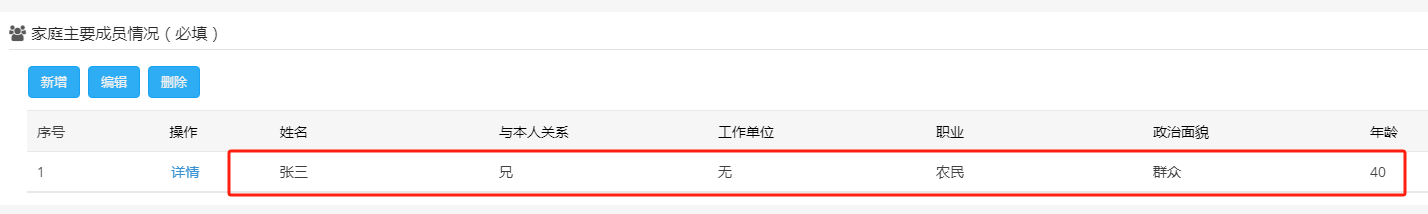 家庭主要成员情况（必填）
新增 编辑 删除
序号 操作 姓名 与本人关系 工作单位 职业 政治面貌 年龄
1 详情 张三 兄 无 农民 群众 40